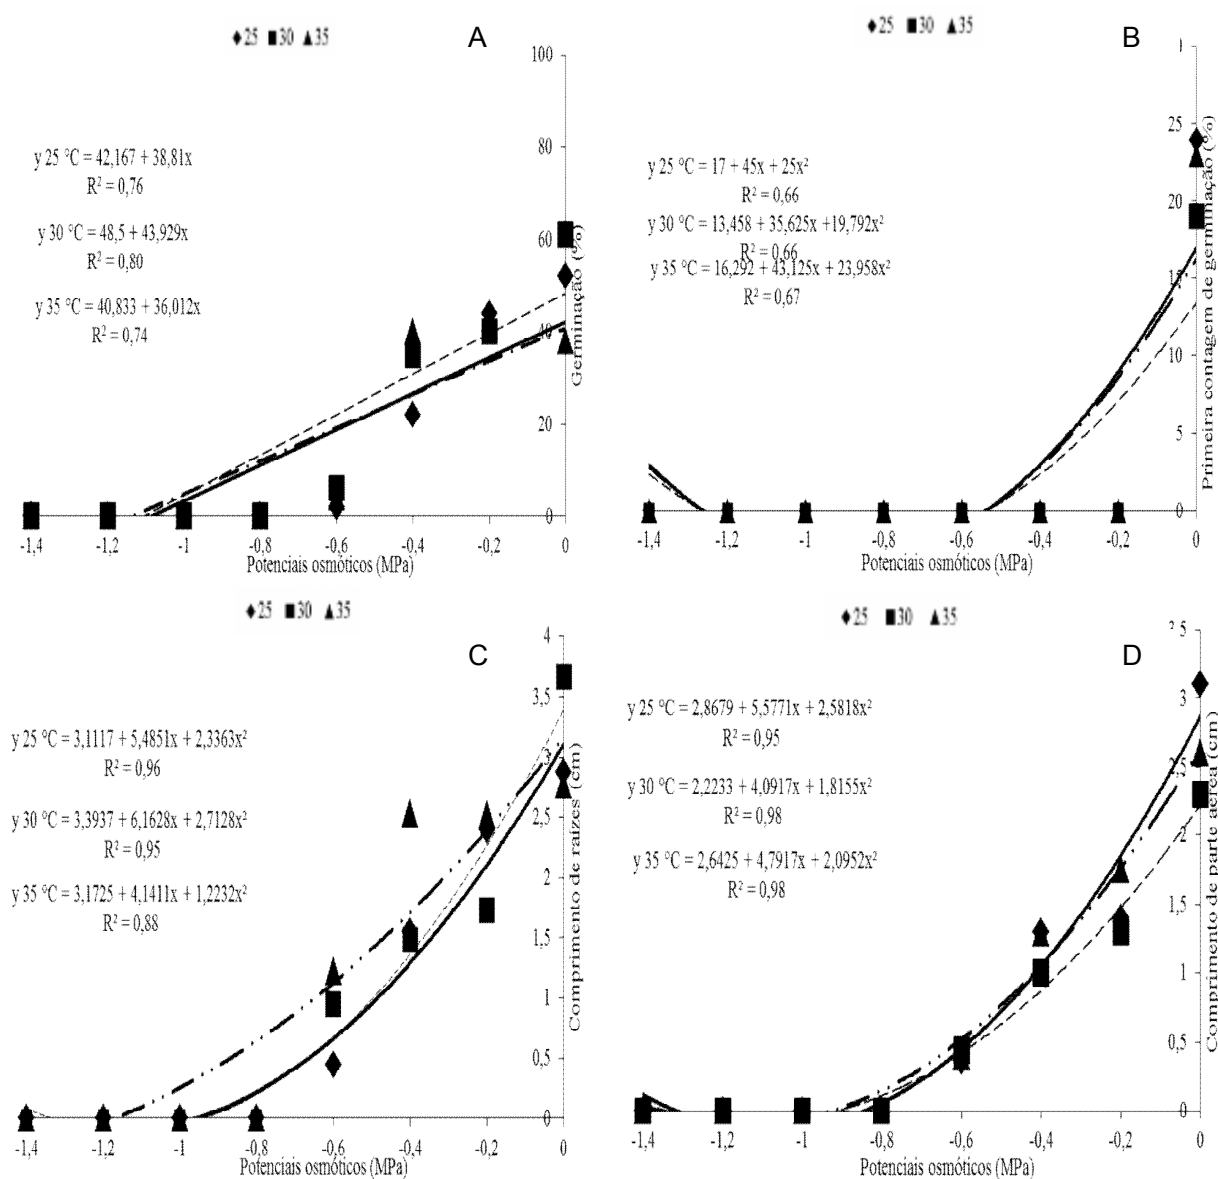 25 30 35
A
100
80
60
40
20
0
Germinação (%)
y 25 °C = 42,167 + 38,81x
R² = 0,76
y 30 °C = 48,5 + 43,929x
R² = 0,80
y 35 °C = 40,833 + 36,012x
R² = 0,74
-1,4 -1,2 -1 -0,8 -0,6 -0,4 -0,2 0
Potenciais osmóticos (MPa)
25 30 35
B
25
20
15
10
5
0
Primeira contagem de germinação (%)
y 25 °C = 17 + 45x + 25x²
R² = 0,66
y 30 °C = 13,458 + 35,625x +19,792x²
R² = 0,66
y 35 °C = 16,292 + 43,125x + 23,958x²
R² = 0,67
-1,4 -1,2 -1 -0,8 -0,6 -0,4 -0,2 0
Potenciais osmóticos (MPa)
25 30 35
C
4
3,5
3
2,5
2
1,5
1
0,5
0
Comprimento de raízes (cm)
y 25 °C = 3,1117 + 5,4851x + 2,3363x²
R² = 0,96
y 30 °C = 3,3937 + 6,1628x + 2,7128x²
R² = 0,95
y 35 °C = 3,1725 + 4,1411x + 1,2232x²
R² = 0,88
-1,4 -1,2 -1 -0,8 -0,6 -0,4 -0,2 0
Potenciais osmóticos (MPa)
25 30 35
D
3
2,5
2
1,5
1
0,5
0
Comprimento de parte aérea (cm)
y 25 °C = 2,8679 + 5,5771x + 2,5818x²
R² = 0,95
y 30 °C = 2,2233 + 4,0917x + 1,8155x²
R² = 0,98
y 35 °C = 2,6425 + 4,7917x + 2,0952x²
R² = 0,98
-1,4 -1,2 -1 -0,8 -0,6 -0,4 -0,2 0
Potenciais osmóticos (MPa)